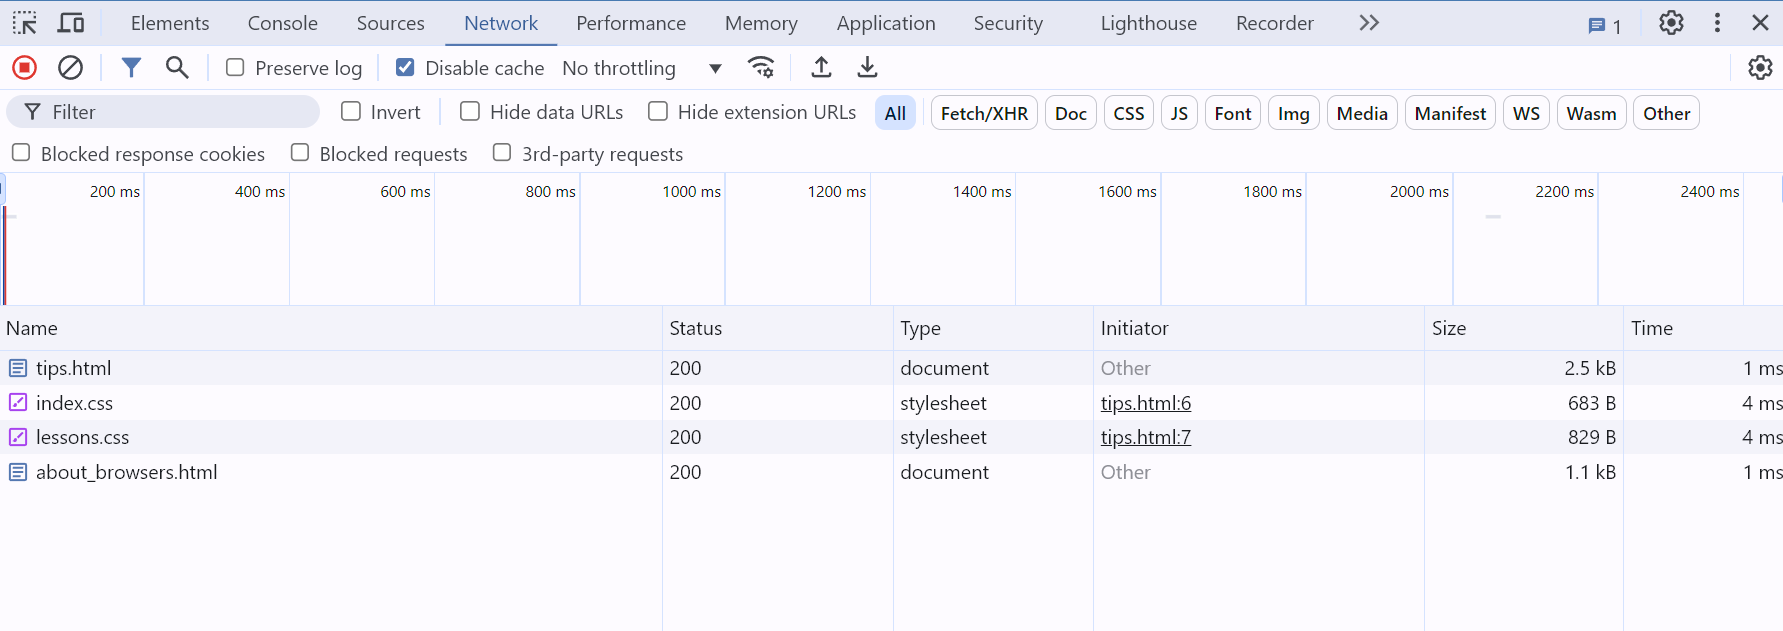 Elements Console Sources Network Performance Memory Application Security Lighthouse Recorder 1
Preserve log Disable cache No throttling
Filter Invert Hide data URLs Hide extension URLs All Fetch/XHR Doc CSS JS Font Img Media Manifest WS Wasm Other
Blocked response cookies Blocked requests 3rd-party requests
200 ms 400 ms 600 ms 800 ms 1000 ms 1200 ms 1400 ms 1600 ms 1800 ms 2000 ms 2200 ms 2400 ms
Name Status Type Initiator Size Time
tips.html 200 document Other 2.5 kB 1 ms
index.css 200 stylesheet tips.html:6 683 B 4 ms
lessons.css 200 stylesheet tips.html:7 829 B 4 ms
about_browsers.html 200 document Other 1.1 kB 1 ms